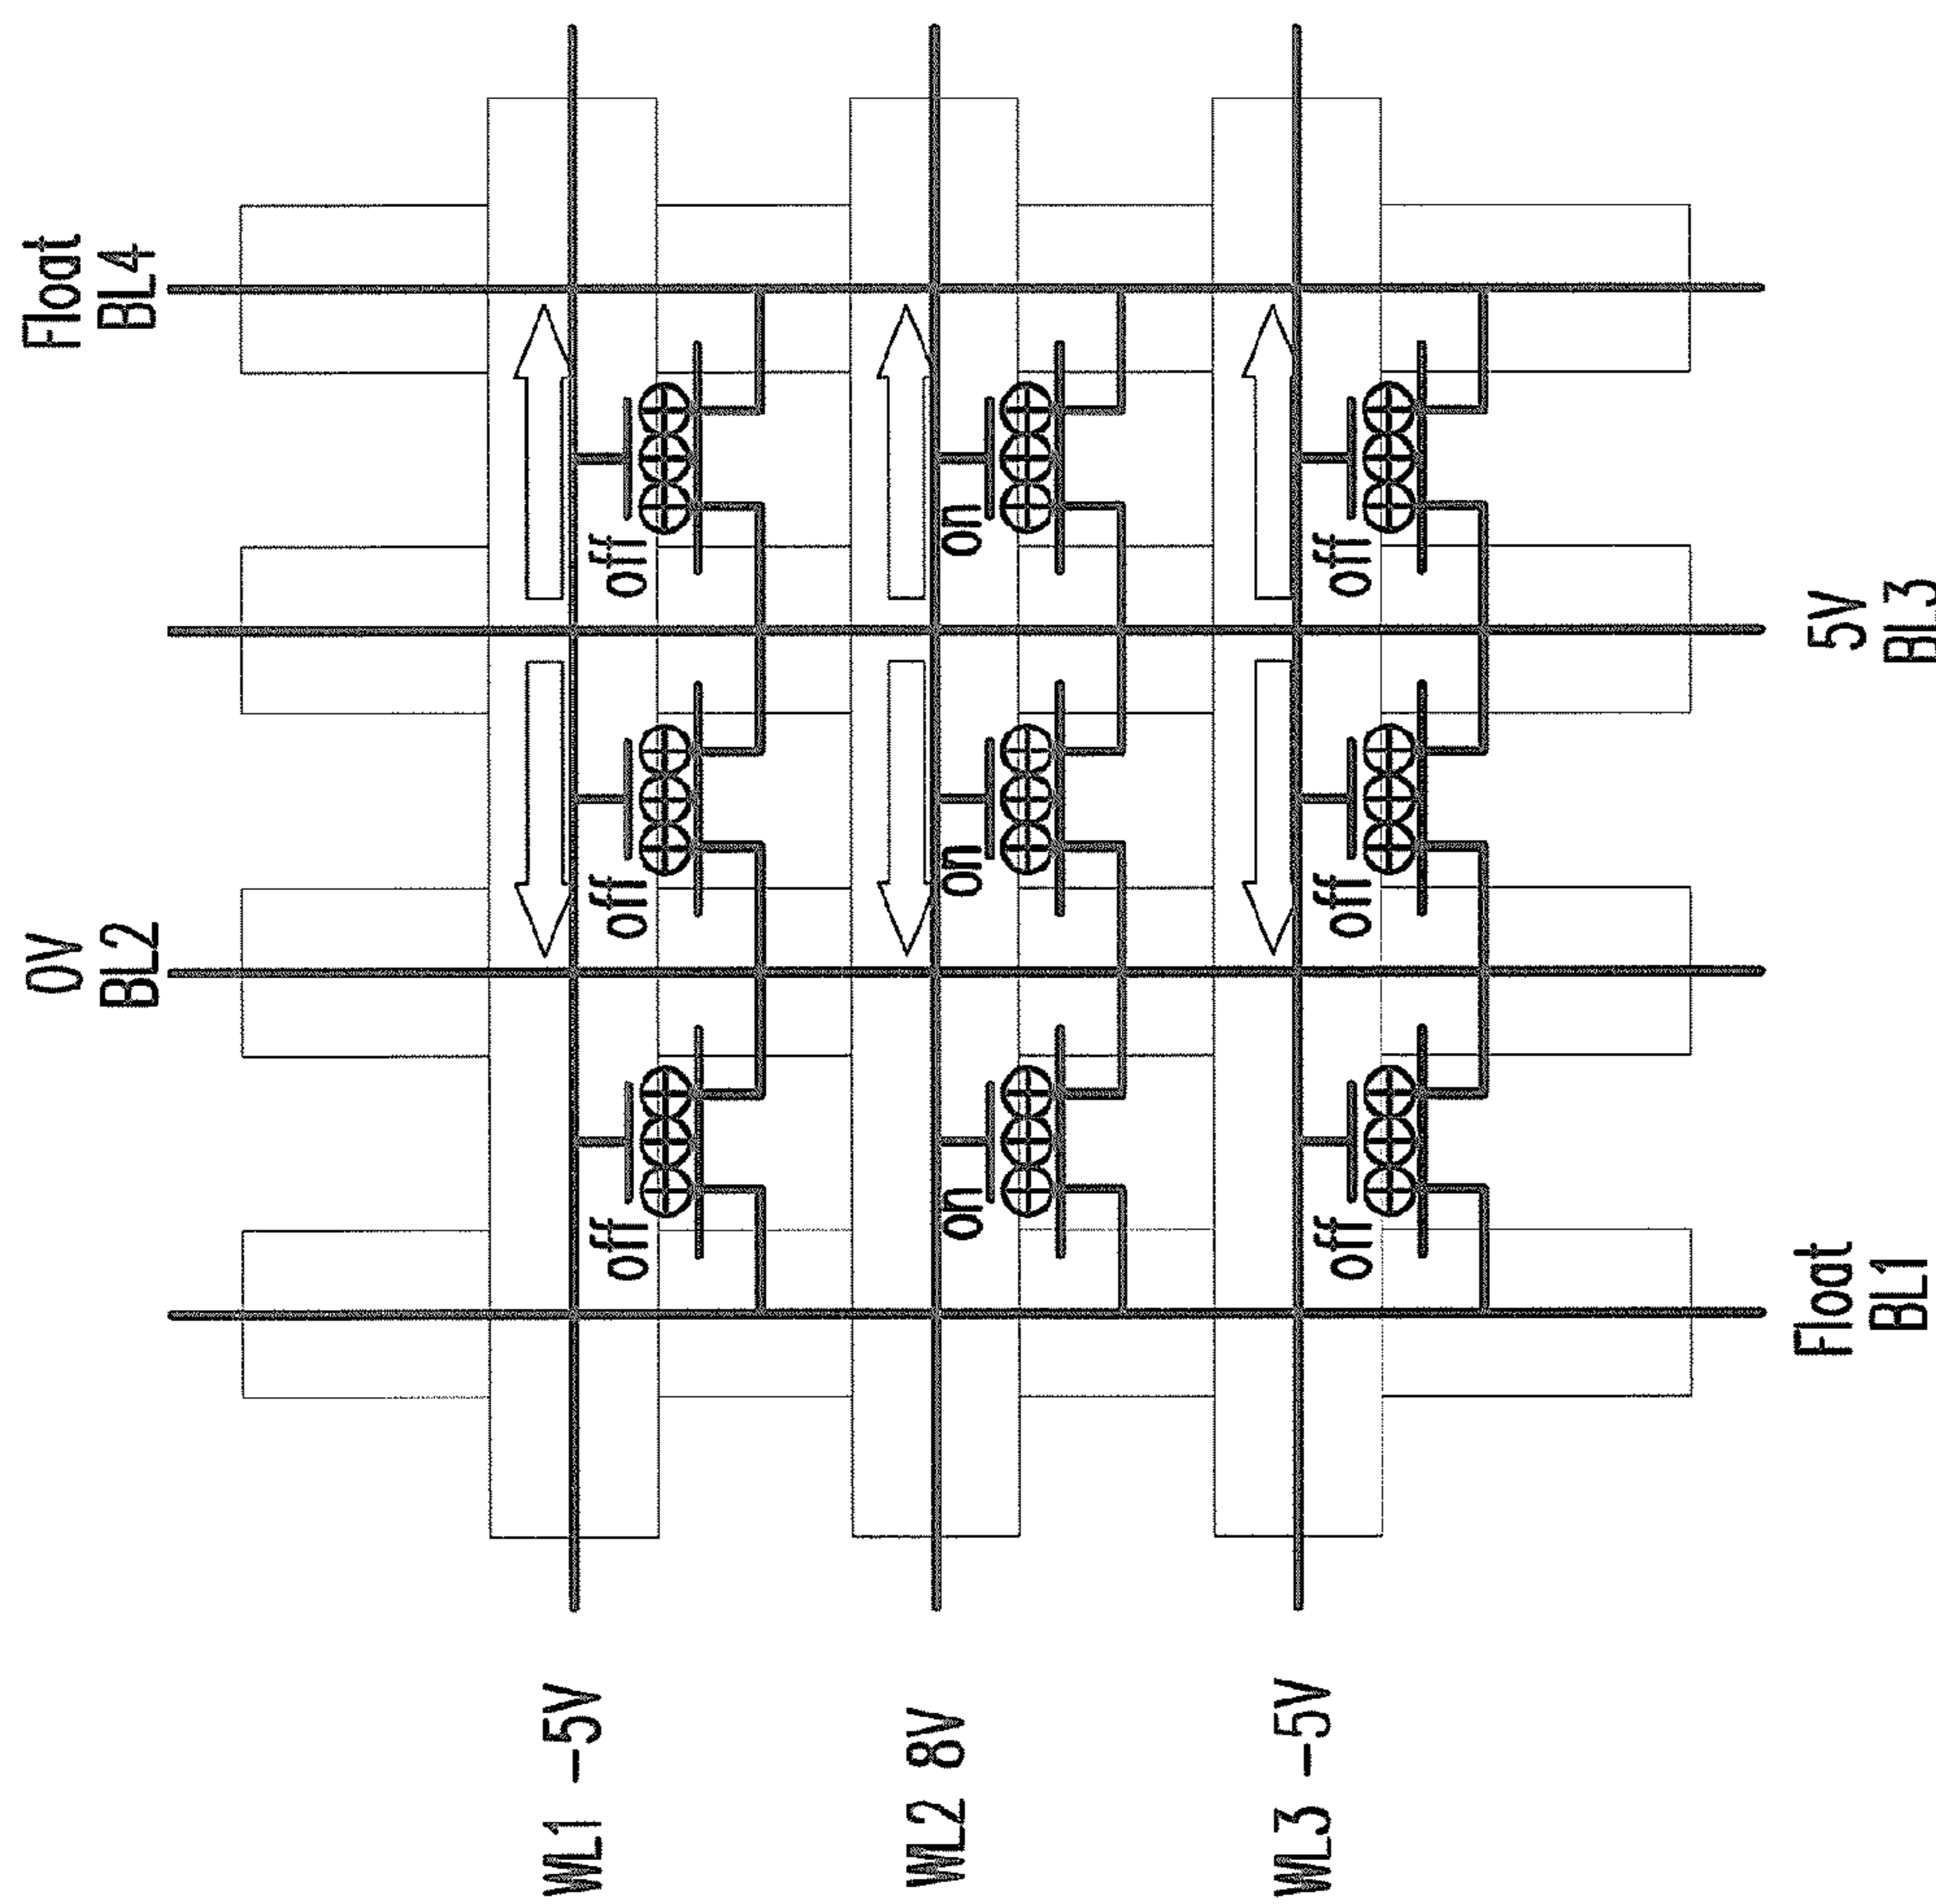 0V
BL2
Float
BL4
WL1 -5V
off
off
off
WL2 8V
on
on
on
WL3 -5V
off
off
off
Float
BL1
5V
BL3